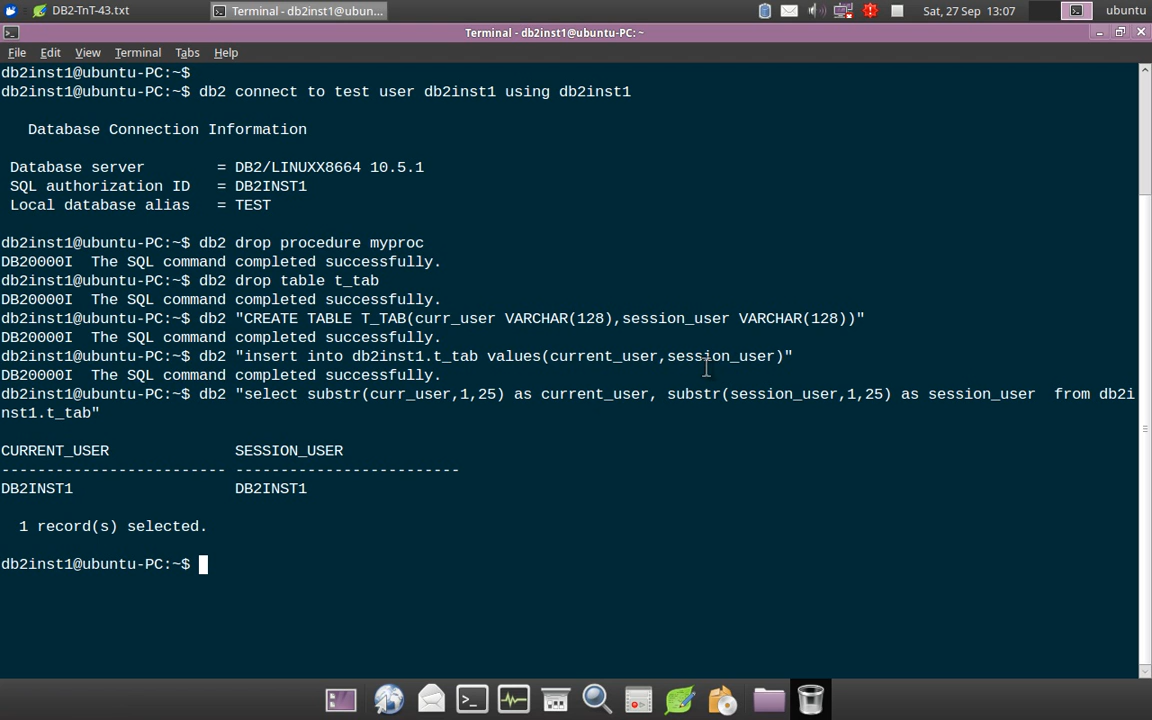 DB2-TnT-43.txt
Terminal - db2inst1@ubun...
Sat, 27 Sep 13:07
ubuntu
Terminal - db2inst1@ubuntu-PC: ~
File Edit View Terminal Tabs Help
db2inst1@ubuntu-PC:~$
db2inst1@ubuntu-PC:~$ db2 connect to test user db2inst1 using db2inst1
Database Connection Information
Database server = DB2/LINUXX8664 10.5.1
SQL authorization ID = DB2INST1
Local database alias = TEST
db2inst1@ubuntu-PC:~$ db2 drop procedure myproc
DB20000I The SQL command completed successfully.
db2inst1@ubuntu-PC:~$ db2 drop table t_tab
DB20000I The SQL command completed successfully.
db2inst1@ubuntu-PC:~$ db2 "CREATE TABLE T_TAB(curr_user VARCHAR(128),session_user VARCHAR(128))"
DB20000I The SQL command completed successfully.
db2inst1@ubuntu-PC:~$ db2 "insert into db2inst1.t_tab values(current_user,session_user)"
DB20000I The SQL command completed successfully.
db2inst1@ubuntu-PC:~$ db2 "select substr(curr_user,1,25) as current_user, substr(session_user,1,25) as session_user  from db2i
nst1.t_tab"
CURRENT_USER SESSION_USER
------------------------- -------------------------
DB2INST1 DB2INST1
1 record(s) selected.
db2inst1@ubuntu-PC:~$